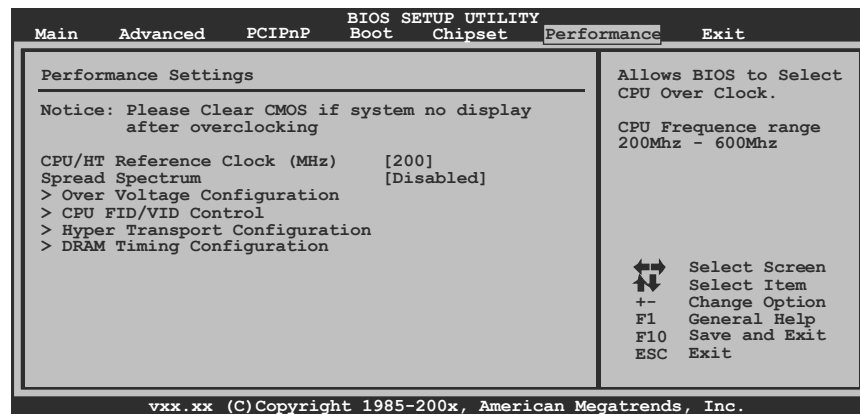 BIOS SETUP UTILITY
Main Advanced PCIPnP Boot Chipset Performance Exit
Performance Settings
Notice: Please Clear CMOS if system no display
after overclocking
CPU/HT Reference Clock (MHz) [200]
Spread Spectrum [Disabled]
> Over Voltage Configuration
> CPU FID/VID Control
> Hyper Transport Configuration
> DRAM Timing Configuration
Allows BIOS to Select
CPU Over Clock.
CPU Frequence range
200Mhz - 600Mhz
Select Screen
Select Item
+- Change Option
F1 General Help
F10 Save and Exit
ESC Exit
vxx.xx (C)Copyright 1985-200x, American Megatrends, Inc.